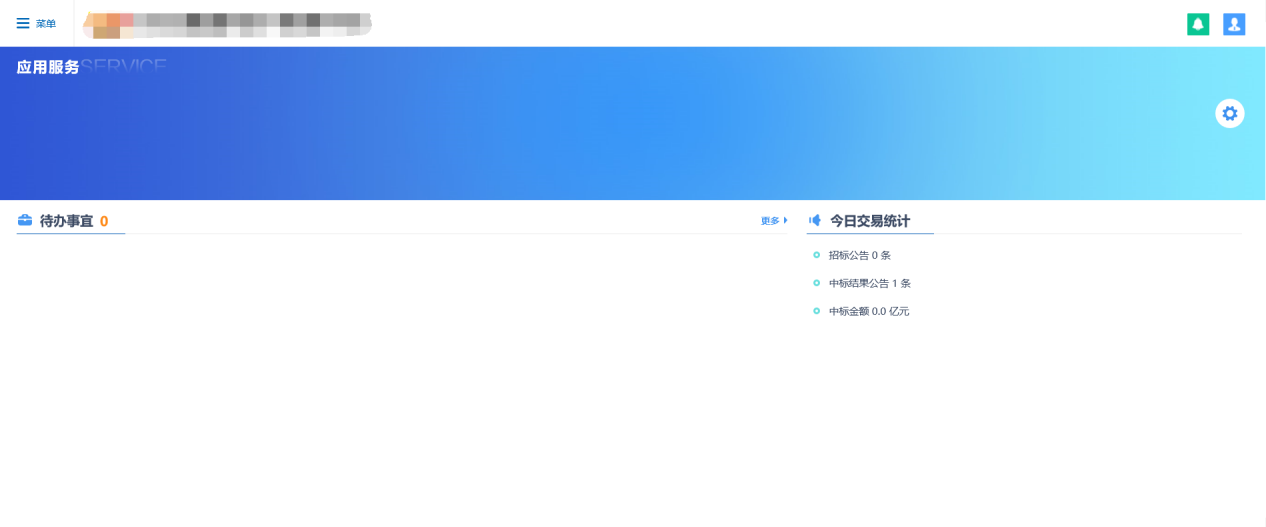 菜单
应用服务SERVICE
待办事宜 0
更多
今日交易统计
招标公告 0 条
中标结果公告 1 条
中标金额 0.0 亿元